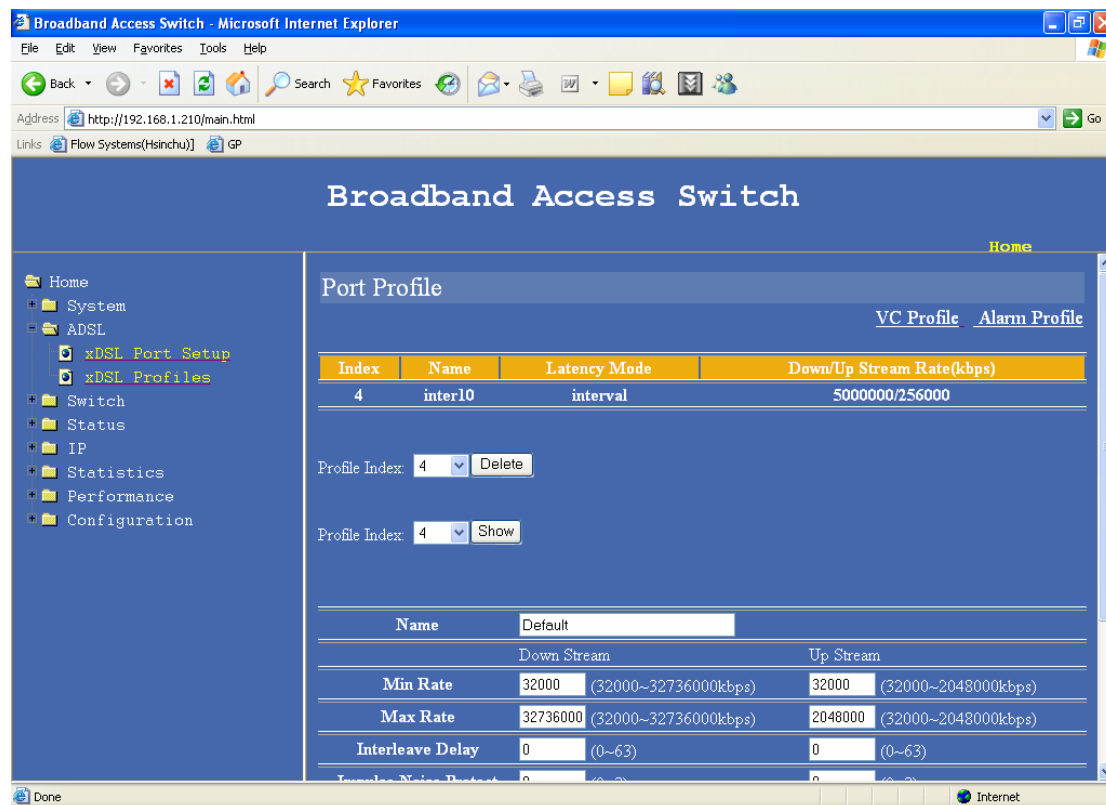 Broadband Access Switch - Microsoft Internet Explorer
File Edit View Favorites Tools Help
Back Search Favorites
Address http://192.168.1.210/main.html Go
Links Flow Systems(Hsinchu)] GP
Broadband Access Switch
Home
Home
System
ADSL
xDSL Port Setup
xDSL Profiles
Switch
Status
IP
Statistics
Performance
Configuration
Port Profile
VC Profile Alarm Profile
Index Name Latency Mode Down/Up Stream Rate(kbps)
4 inter10 interval 5000000/256000
Profile Index: 4 Delete
Profile Index: 4 Show
Name Default
Down Stream Up Stream
Min Rate 32000 (32000~32736000kbps) 32000 (32000~2048000kbps)
Max Rate 32736000 (32000~32736000kbps) 2048000 (32000~2048000kbps)
Interleave Delay 0 (0~63) 0 (0~63)
Impulse Noise Protect
Done Internet